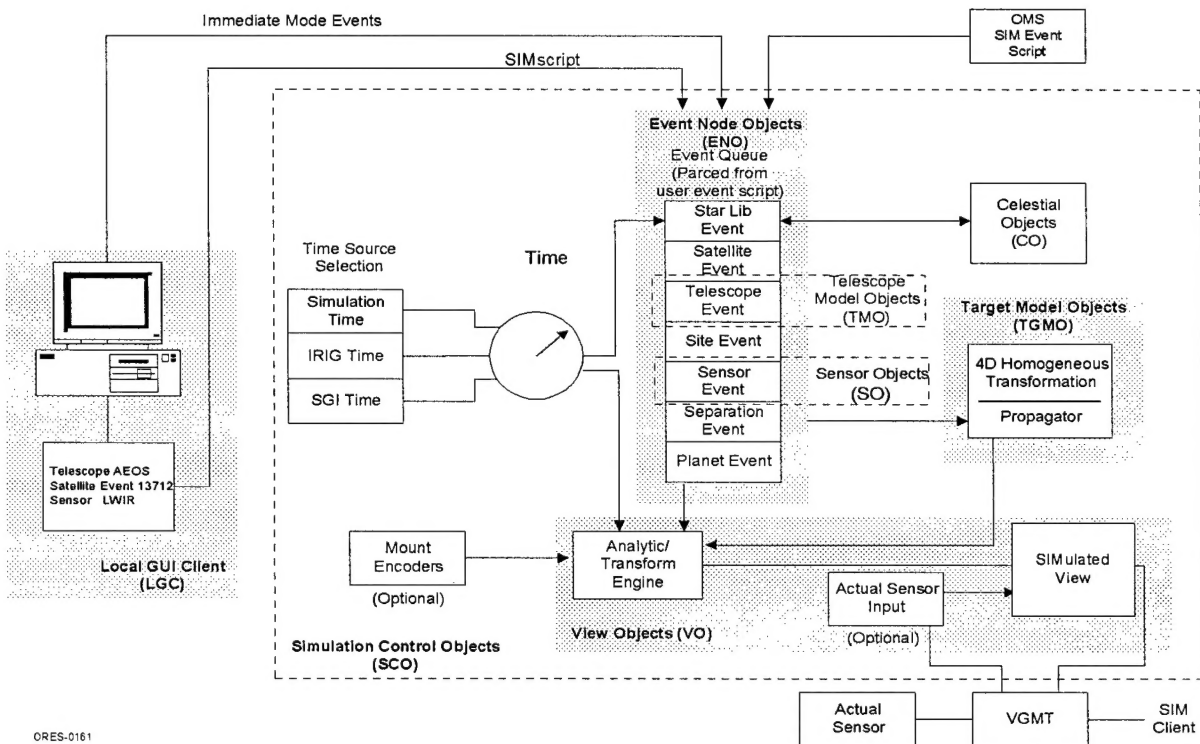 Immediate Mode Events
SIMscript
OMS
SIM Event
Script
Event Node Objects
(ENO)
Event Queue
(Parced from
user event script)
Star Lib
Event
Satellite
Event
Telescope
Event
Site Event
Sensor
Event
Separation
Event
Planet Event
Celestial
Objects
(CO)
Telescope
Model Objects
(TMO)
Sensor Objects
(SO)
Target Model Objects
(TGMO)
4D Homogeneous
Transformation
Propagator
Time Source
Selection
Simulation
Time
IRIG Time
SGI Time
Time
Telescope AEOS
Satellite Event 13712
Sensor LWIR
Local GUI Client
(LGC)
Mount
Encoders
(Optional)
Analytic/
Transform
Engine
SIMulated
View
Actual Sensor
Input
(Optional)
View Objects (VO)
Simulation Control Objects
(SCO)
Actual
Sensor
VGMT
SIM
Client
ORES-0161